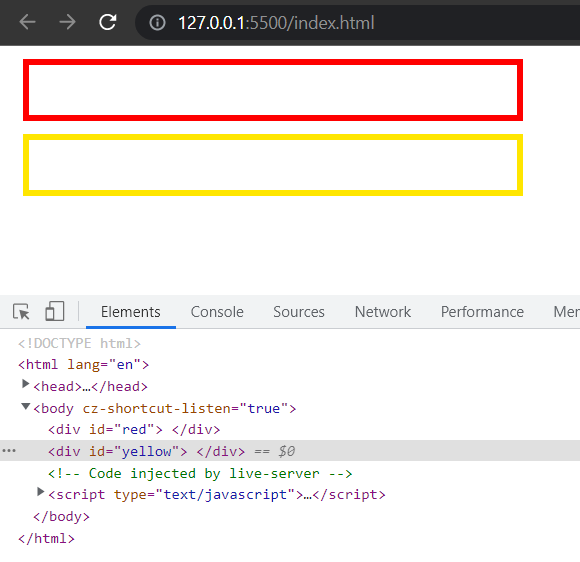 127.0.0.1:5500/index.html
Elements Console Sources Network Performance Mer
<!DOCTYPE html>
<html lang="en">
<head>…</head>
<body cz-shortcut-listen="true">
<div id="red"> </div>
<div id="yellow"> </div> == $0
<!-- Code injected by live-server -->
<script type="text/javascript">…</script>
</body>
</html>